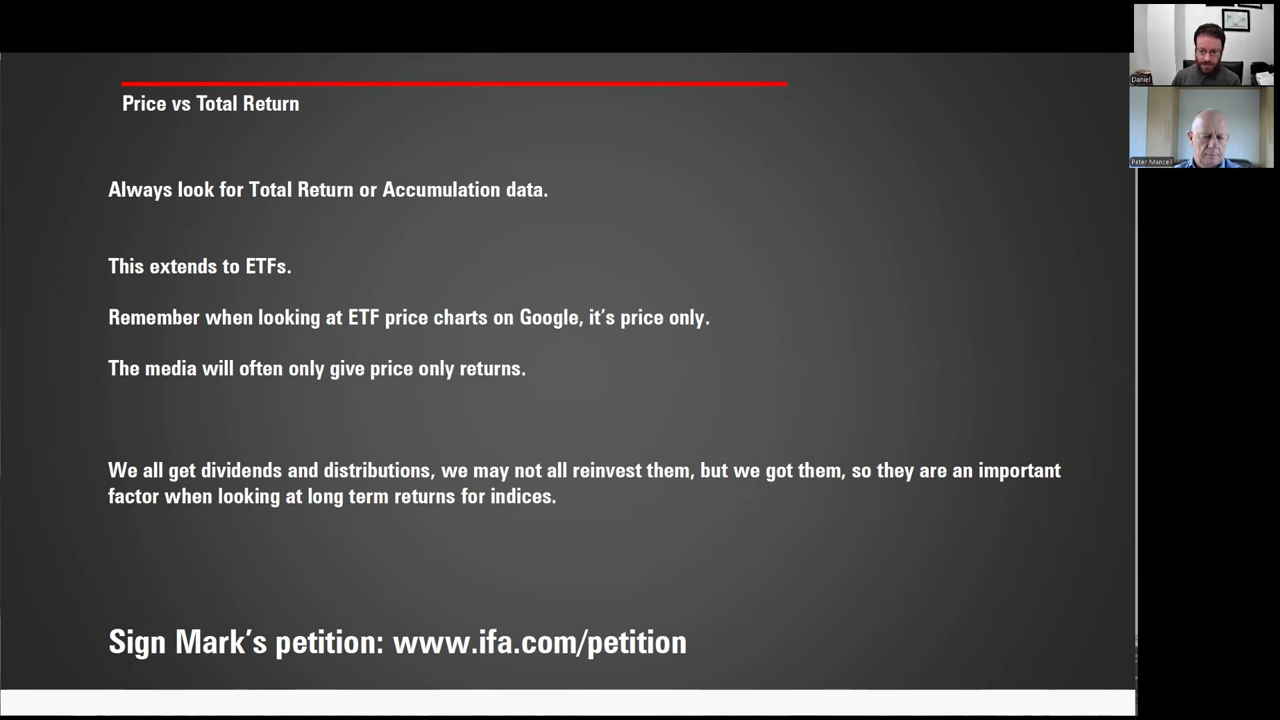 Price vs Total Return
Always look for Total Return or Accumulation data.
This extends to ETFs.
Remember when looking at ETF price charts on Google, it’s price only.
The media will often only give price only returns.
We all get dividends and distributions, we may not all reinvest them, but we got them, so they are an important
factor when looking at long term returns for indices.
Sign Mark’s petition: www.ifa.com/petition
Daniel
Peter Mancell